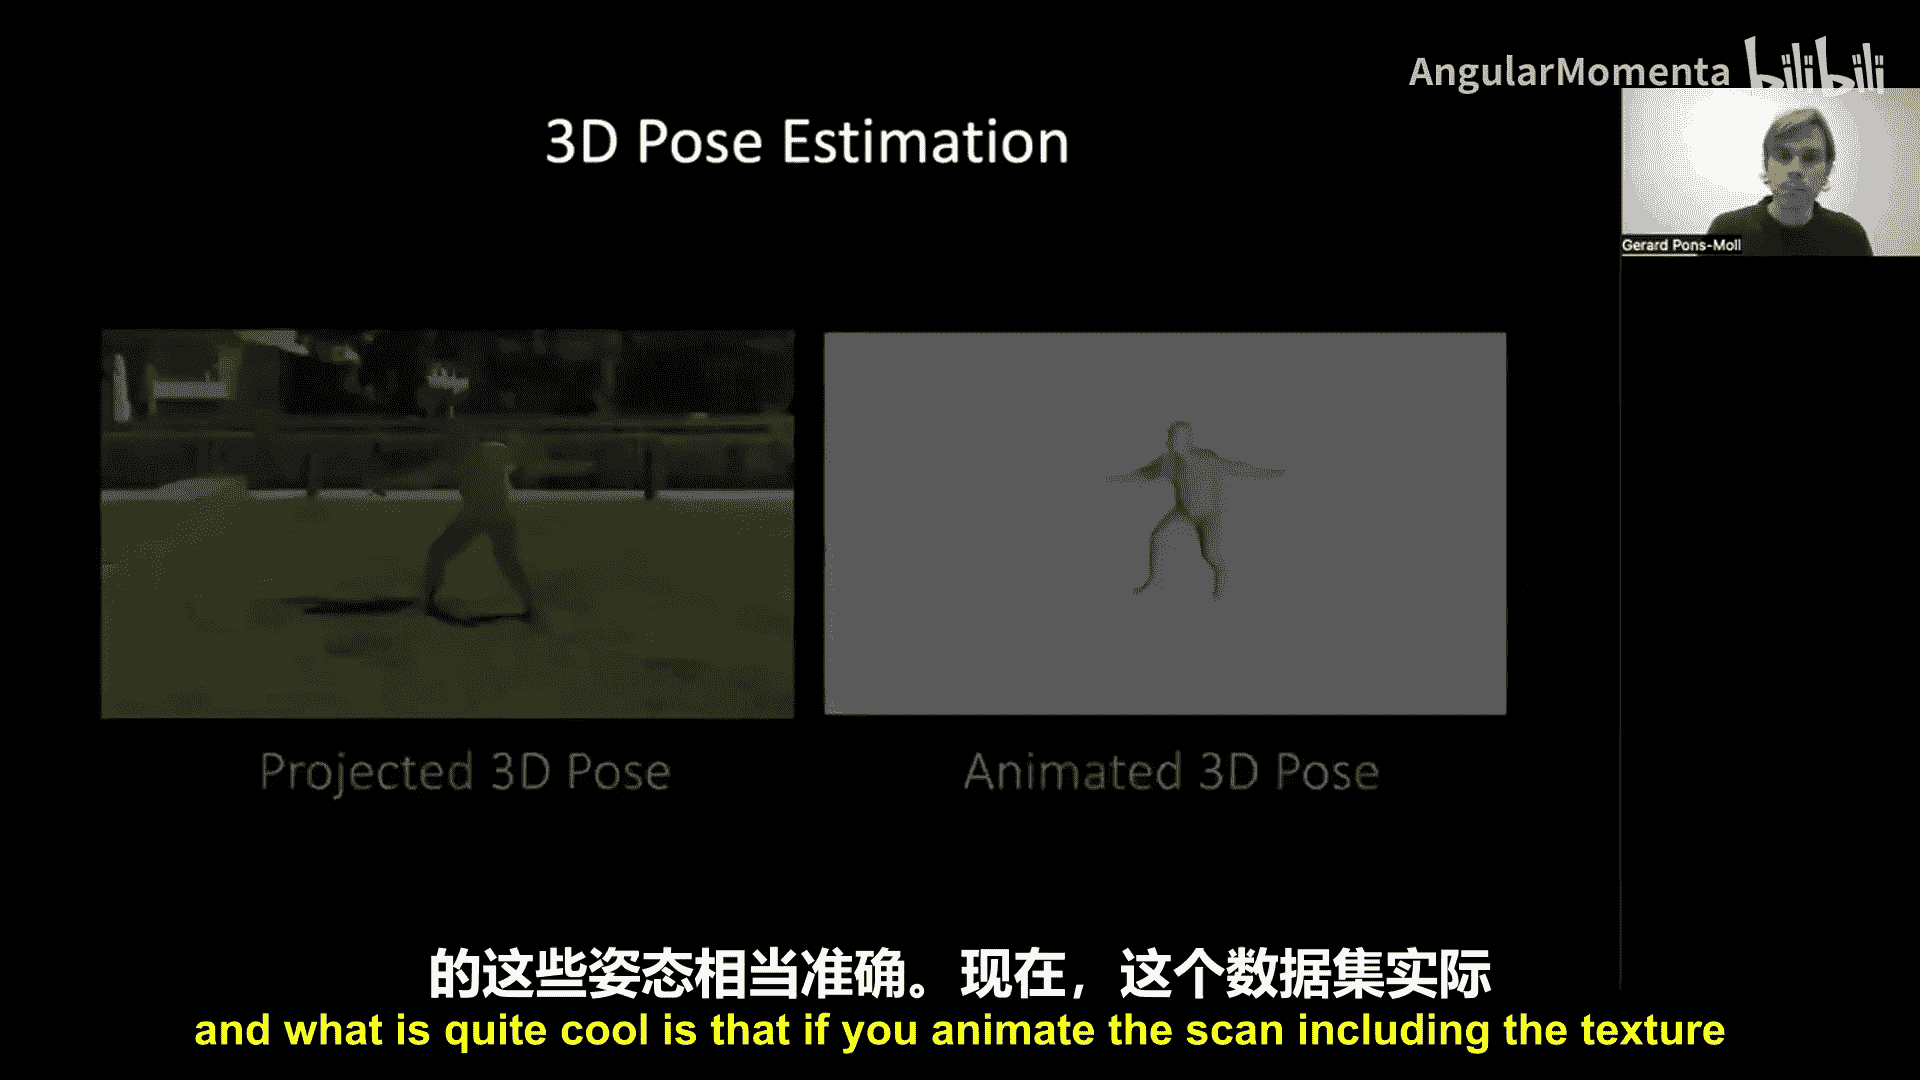 AngularMomenta bilibili
3D Pose Estimation
Gerard Pons-Moll
Projected 3D Pose
Animated 3D Pose
的这些姿态相当准确。现在，这个数据集实际
and what is quite cool is that if you animate the scan including the texture